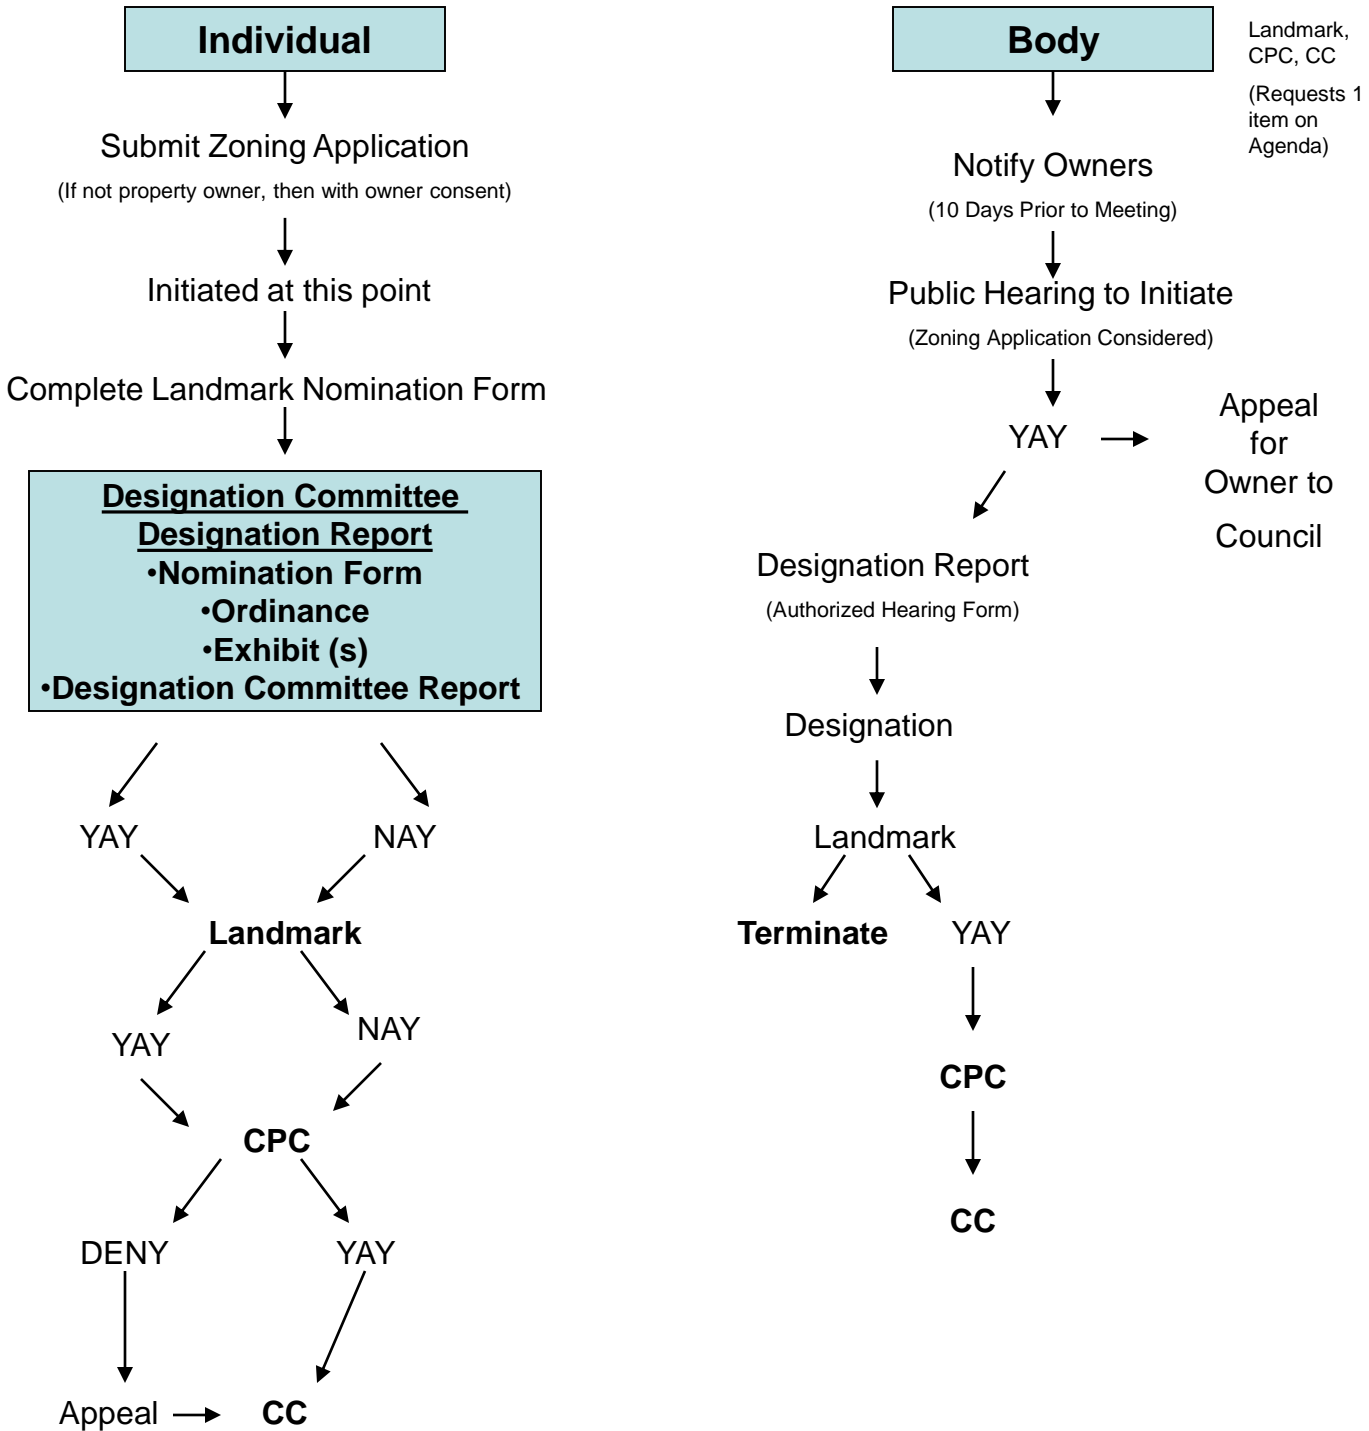 Individual
Submit Zoning Application
(If not property owner, then with owner consent)
Initiated at this point
Complete Landmark Nomination Form
Designation Committee
Designation Report
•Nomination Form
•Ordinance
•Exhibit (s)
•Designation Committee Report
YAY
NAY
Landmark
YAY
NAY
CPC
DENY
YAY
Appeal
CC
Body
Landmark,
CPC, CC
(Requests 1
item on
Agenda)
Notify Owners
(10 Days Prior to Meeting)
Public Hearing to Initiate
(Zoning Application Considered)
YAY
Appeal
for
Owner to
Council
Designation Report
(Authorized Hearing Form)
Designation
Landmark
Terminate
YAY
CPC
CC